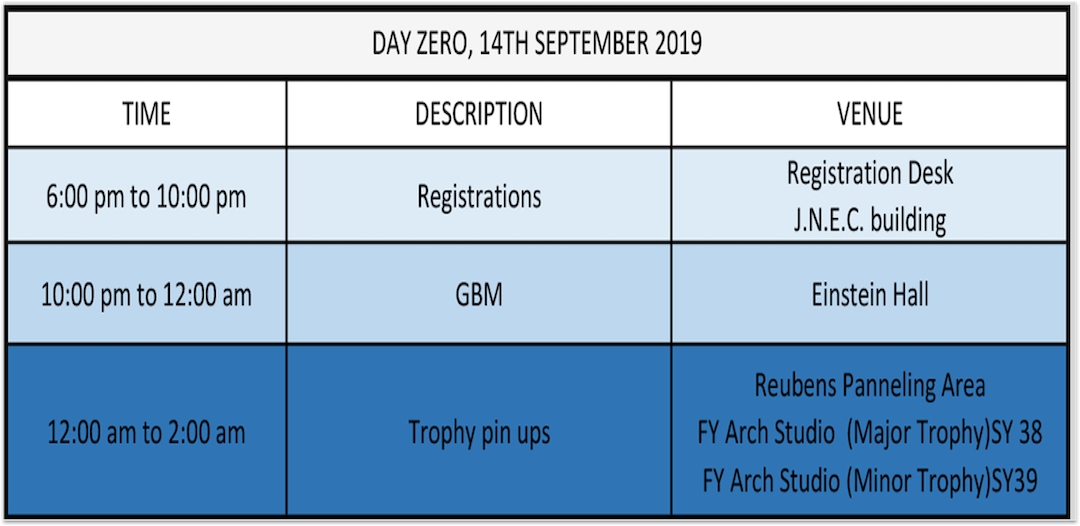 DAY ZERO, 14TH SEPTEMBER 2019
TIME DESCRIPTION VENUE
6:00 pm to 10:00 pm Registrations Registration Desk
J.N.E.C. building
10:00 pm to 12:00 am GBM Einstein Hall
12:00 am to 2:00 am Trophy pin ups Reubens Panneling Area
FY Arch Studio (Major Trophy)SY 38
FY Arch Studio (Minor Trophy)SY39